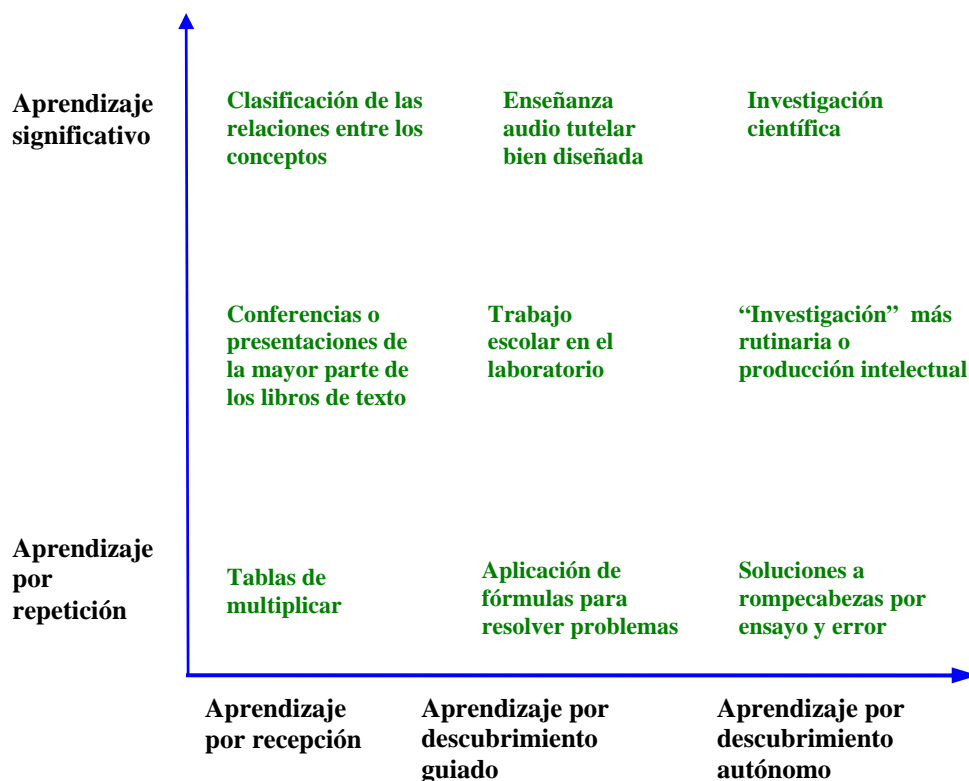 Aprendizaje
significativo
Clasificación de las
relaciones entre los
conceptos
Enseñanza
audio tutelar
bien diseñada
Investigación
científica
Conferencias o
presentaciones de
la mayor parte de
los libros de texto
Trabajo
escolar en el
laboratorio
“Investigación” más
rutinaria o
producción intelectual
Aprendizaje
por
repetición
Tablas de
multiplicar
Aplicación de
fórmulas para
resolver problemas
Soluciones a
rompecabezas por
ensayo y error
Aprendizaje
por recepción
Aprendizaje por
descubrimiento
guiado
Aprendizaje por
descubrimiento
autónomo